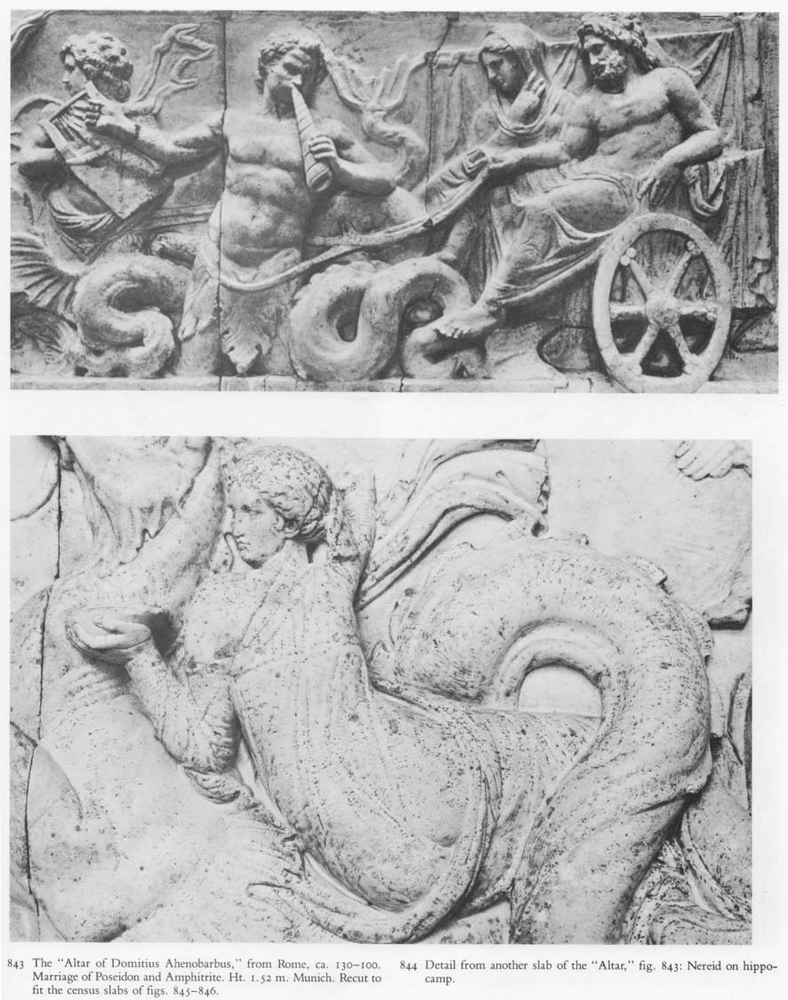 843 The "Altar of Domitius Ahenobarbus," from Rome, ca. 130–100.
Marriage of Poseidon and Amphitrite. Ht. 1.52 m. Munich. Recut to
fit the census slabs of figs. 845–846.
844 Detail from another slab of the "Altar," fig. 843: Nereid on hippo-
camp.